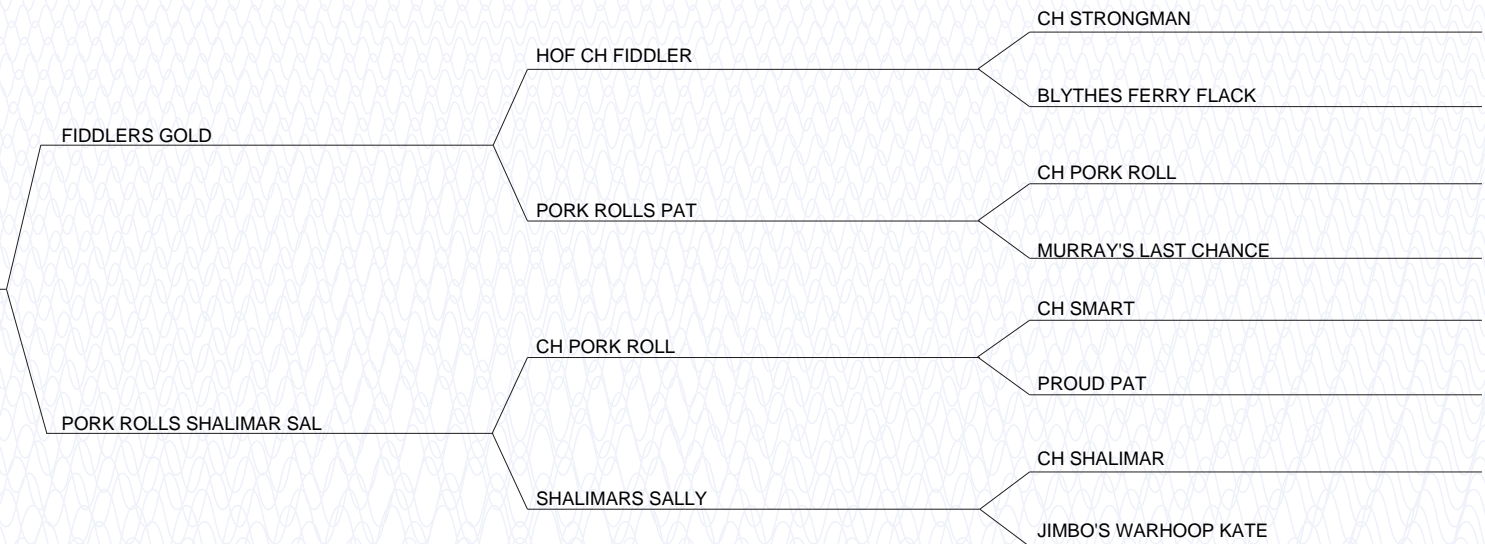 CH STRONGMAN
HOF CH FIDDLER
BLYTHES FERRY FLACK
FIDDLERS GOLD
CH PORK ROLL
PORK ROLLS PAT
MURRAY'S LAST CHANCE
CH SMART
CH PORK ROLL
PROUD PAT
PORK ROLLS SHALIMAR SAL
CH SHALIMAR
SHALIMARS SALLY
JIMBO'S WARHOOP KATE